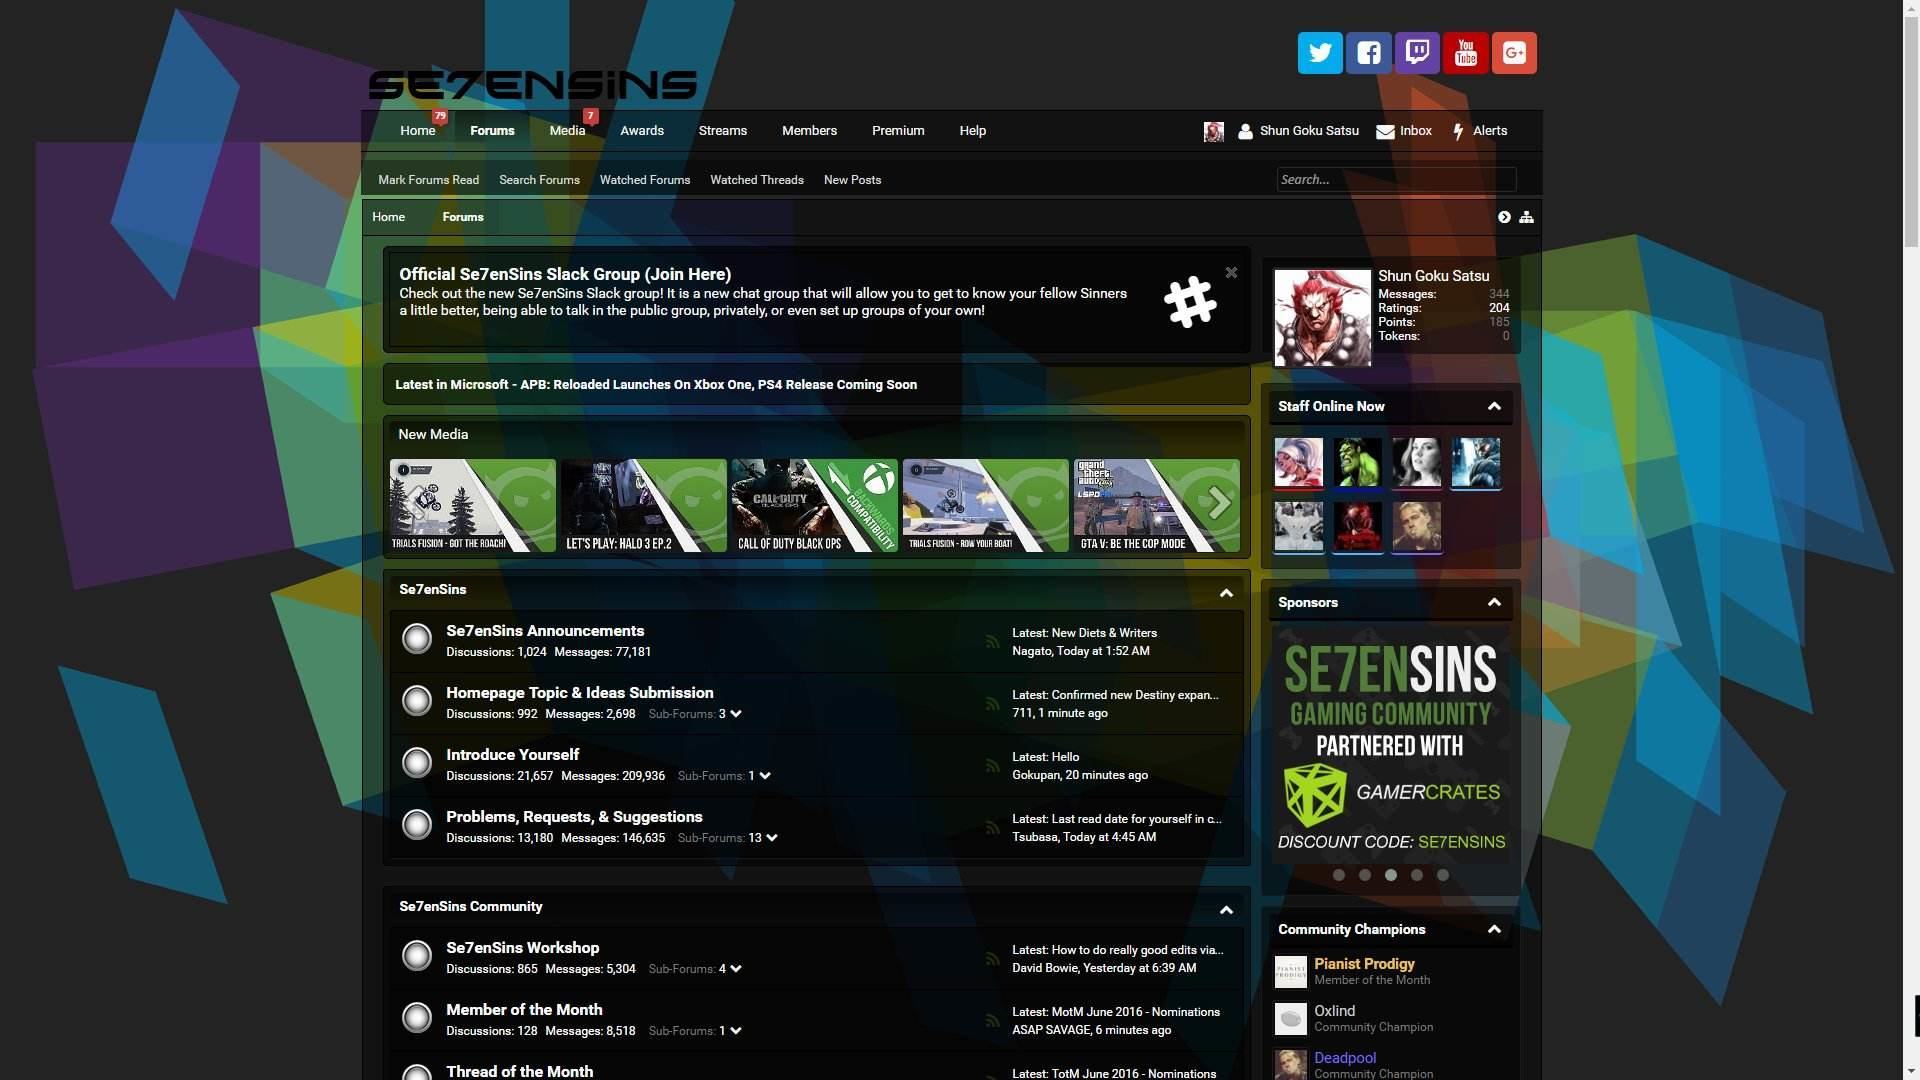 SE7ENSiNS
You
Tube
G+
79
7
Home Forums Media Awards Streams Members Premium Help
Shun Goku Satsu Inbox Alerts
Mark Forums Read Search Forums Watched Forums Watched Threads New Posts
Search...
Home Forums
Official Se7enSins Slack Group (Join Here)
Check out the new Se7enSins Slack group! It is a new chat group that will allow you to get to know your fellow Sinners
a little better, being able to talk in the public group, privately, or even set up groups of your own!
Latest in Microsoft - APB: Reloaded Launches On Xbox One, PS4 Release Coming Soon
New Media
TRIALS FUSION - GOT THE ROACH!
LET'S PLAY: HALO 3 EP.2
CALL OF DUTY
BLACK OPS
BACKWARDS
COMPATIBILITY
CALL OF DUTY BLACK OPS
TRIALS FUSION - ROW YOUR BOAT!
grand
theft
auto
LSPDFR
GTA V: BE THE COP MODE
Se7enSins
Se7enSins Announcements
Discussions: 1,024 Messages: 77,181
Latest: New Diets & Writers
Nagato, Today at 1:52 AM
Homepage Topic & Ideas Submission
Discussions: 992 Messages: 2,698 Sub-Forums: 3
Latest: Confirmed new Destiny expan...
711, 1 minute ago
Introduce Yourself
Discussions: 21,657 Messages: 209,936 Sub-Forums: 1
Latest: Hello
Gokupan, 20 minutes ago
Problems, Requests, & Suggestions
Discussions: 13,180 Messages: 146,635 Sub-Forums: 13
Latest: Last read date for yourself in c...
Tsubasa, Today at 4:45 AM
Se7enSins Community
Se7enSins Workshop
Discussions: 865 Messages: 5,304 Sub-Forums: 4
Latest: How to do really good edits via...
David Bowie, Yesterday at 6:39 AM
Member of the Month
Discussions: 128 Messages: 8,518 Sub-Forums: 1
Latest: MotM June 2016 - Nominations
ASAP SAVAGE, 6 minutes ago
Thread of the Month
Latest: TotM June 2016 - Nominations
Shun Goku Satsu
Messages: 344
Ratings: 204
Points: 185
Tokens: 0
Staff Online Now
Sponsors
SE7ENSINS
GAMING COMMUNITY
PARTNERED WITH
GAMERCRATES
DISCOUNT CODE: SE7ENSINS
Community Champions
PIANIST
PRODIGY
Pianist Prodigy
Member of the Month
Oxlind
Community Champion
Deadpool
Community Champion